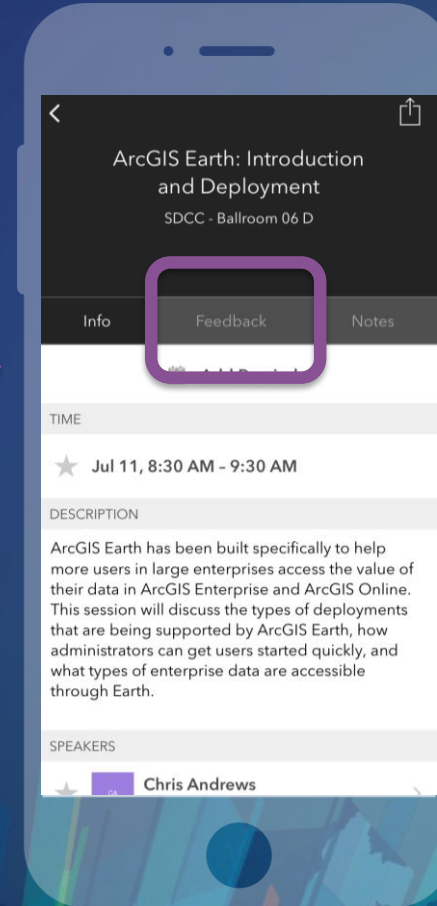 ArcGIS Earth: Introduction
and Deployment
SDCC - Ballroom 06 D
Info Feedback Notes
TIME
Jul 11, 8:30 AM – 9:30 AM
DESCRIPTION
ArcGIS Earth has been built specifically to help
more users in large enterprises access the value of
their data in ArcGIS Enterprise and ArcGIS Online.
This session will discuss the types of deployments
that are being supported by ArcGIS Earth, how
administrators can get users started quickly, and
what types of enterprise data are accessible
through Earth.
SPEAKERS
CA Chris Andrews